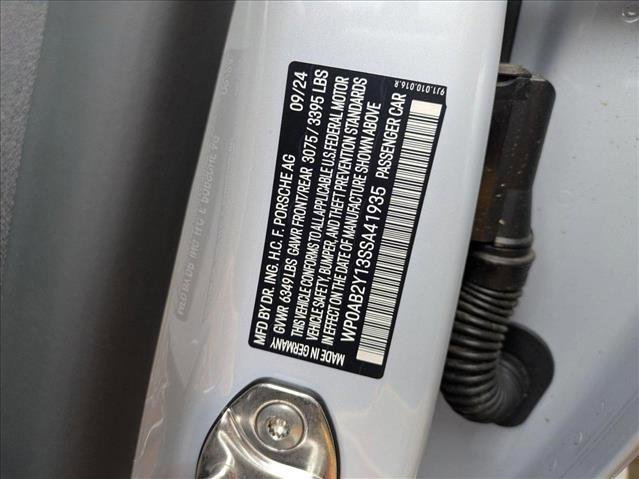 MFD BY DR. ING. H.C. F. PORSCHE AG 09/24
GVWR 6349 LBS GAWR FRONT/REAR 3075 / 3395 LBS
THIS VEHICLE CONFORMS TO ALL APPLICABLE U.S. FEDERAL MOTOR
VEHICLE SAFETY, BUMPER, AND THEFT PREVENTION STANDARDS
IN EFFECT ON THE DATE OF MANUFACTURE SHOWN ABOVE
WP0AB2Y13SSA41935 PASSENGER CAR
MADE IN GERMANY
9J1.010.016.R